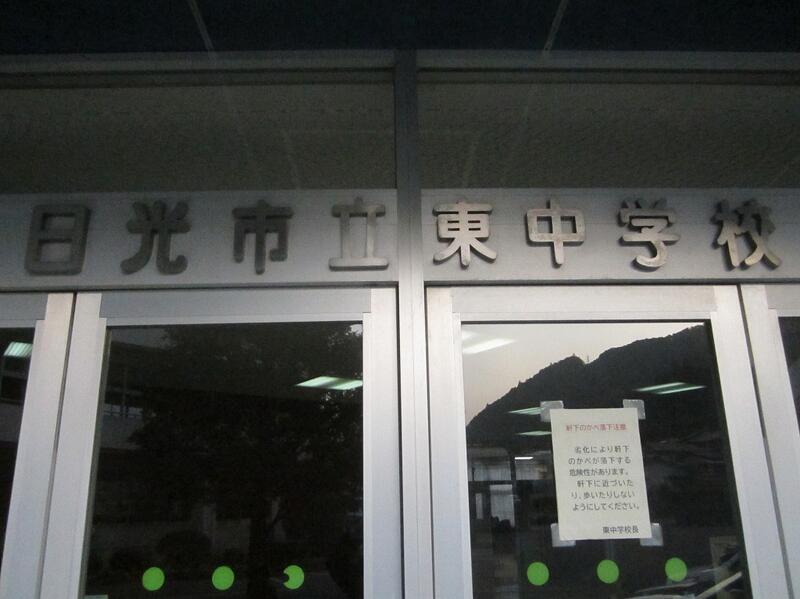 日光市立東中学校
軒下のかべ落下注意
劣化により軒下
のかべが落下する
危険性があります。
軒下に近づいた
り、歩いたりしない
ようにしてください。
東中学校長